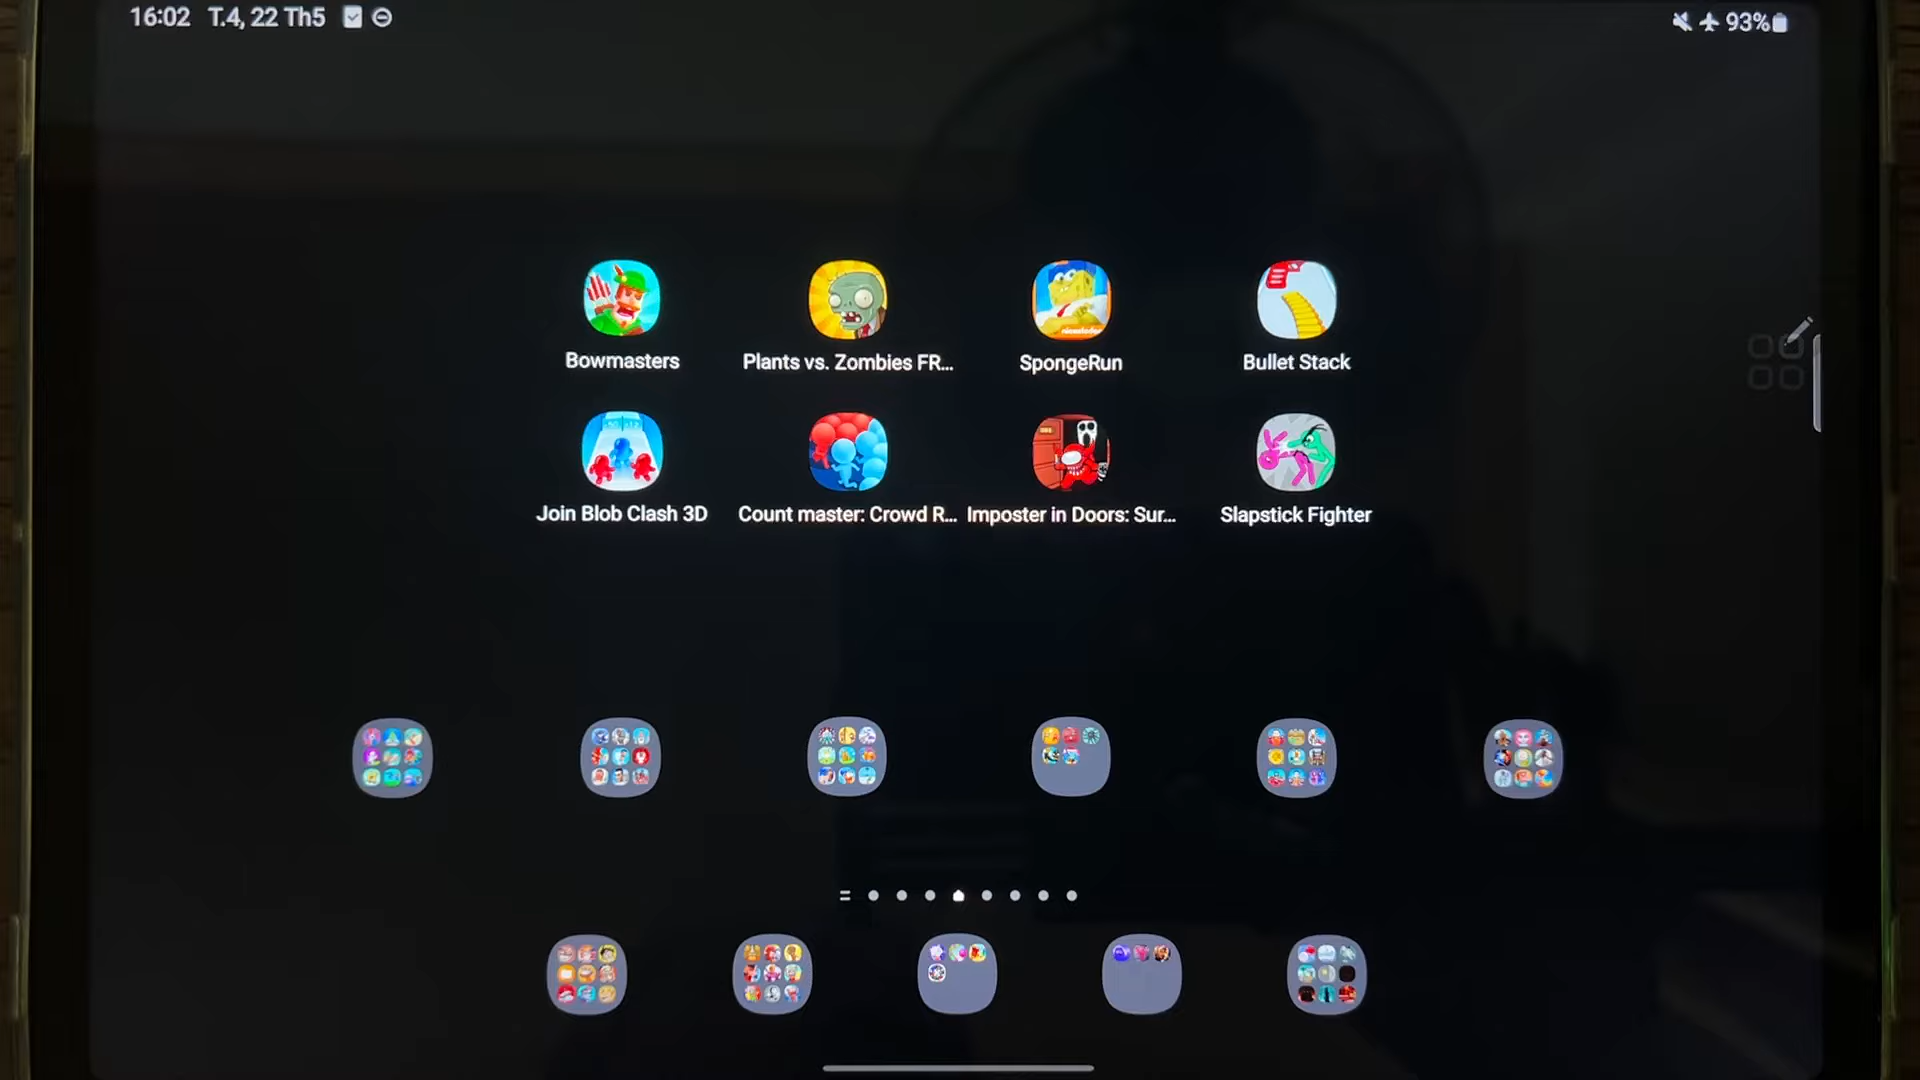 16:02 T.4, 22 Th5
93%
Bowmasters
Plants vs. Zombies FR...
SpongeRun
Bullet Stack
Join Blob Clash 3D
Count master: Crowd R...
Imposter in Doors: Sur...
Slapstick Fighter